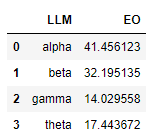 LLM EO
0 alpha 41.456123
1 beta 32.195135
2 gamma 14.029558
3 theta 17.443672